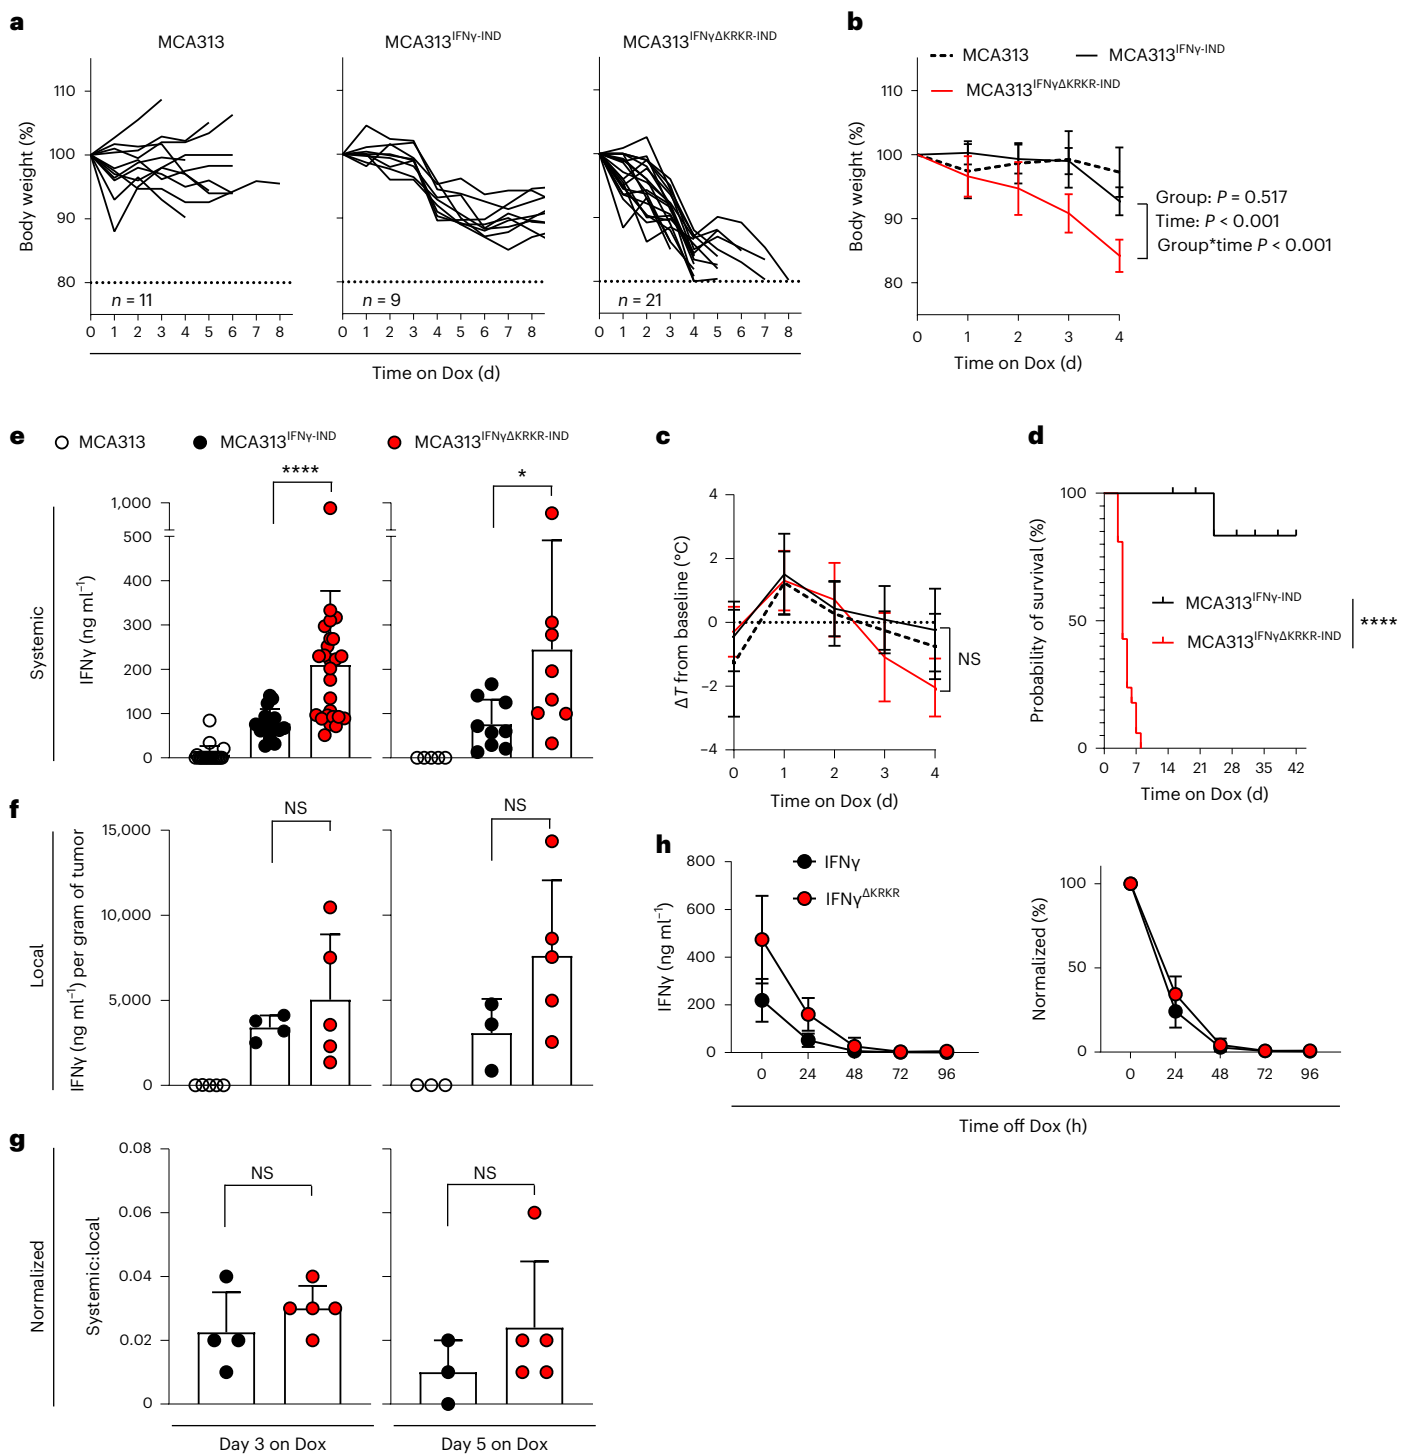 a
MCA313
MCA313IFNγ-IND
MCA313IFNγΔKRKR-IND
Body weight (%)
110
100
90
80
n = 11
n = 9
n = 21
0 1 2 3 4 5 6 7 8
0 1 2 3 4 5 6 7 8
0 1 2 3 4 5 6 7 8
Time on Dox (d)
b
MCA313
MCA313IFNγ-IND
MCA313IFNγΔKRKR-IND
Body weight (%)
110
100
90
80
Group: P = 0.517
Time: P < 0.001
Group*time P < 0.001
0 1 2 3 4
Time on Dox (d)
e
MCA313
MCA313IFNγ-IND
MCA313IFNγΔKRKR-IND
Systemic
IFNγ (ng ml−1)
1,000
500
400
300
200
100
0
****
*
c
ΔT from baseline (°C)
4
2
0
−2
−4
NS
0 1 2 3 4
Time on Dox (d)
d
Probability of survival (%)
100
50
0
MCA313IFNγ-IND
MCA313IFNγΔKRKR-IND
****
0 7 14 21 28 35 42
Time on Dox (d)
f
Local
IFNγ (ng ml−1) per gram of tumor
15,000
10,000
5,000
0
NS
NS
h
IFNγ (ng ml−1)
800
600
400
200
0
IFNγ
IFNγΔKRKR
0 24 48 72 96
Normalized (%)
100
50
0
0 24 48 72 96
Time off Dox (h)
g
Normalized
Systemic:local
0.08
0.06
0.04
0.02
0
NS
NS
Day 3 on Dox
Day 5 on Dox